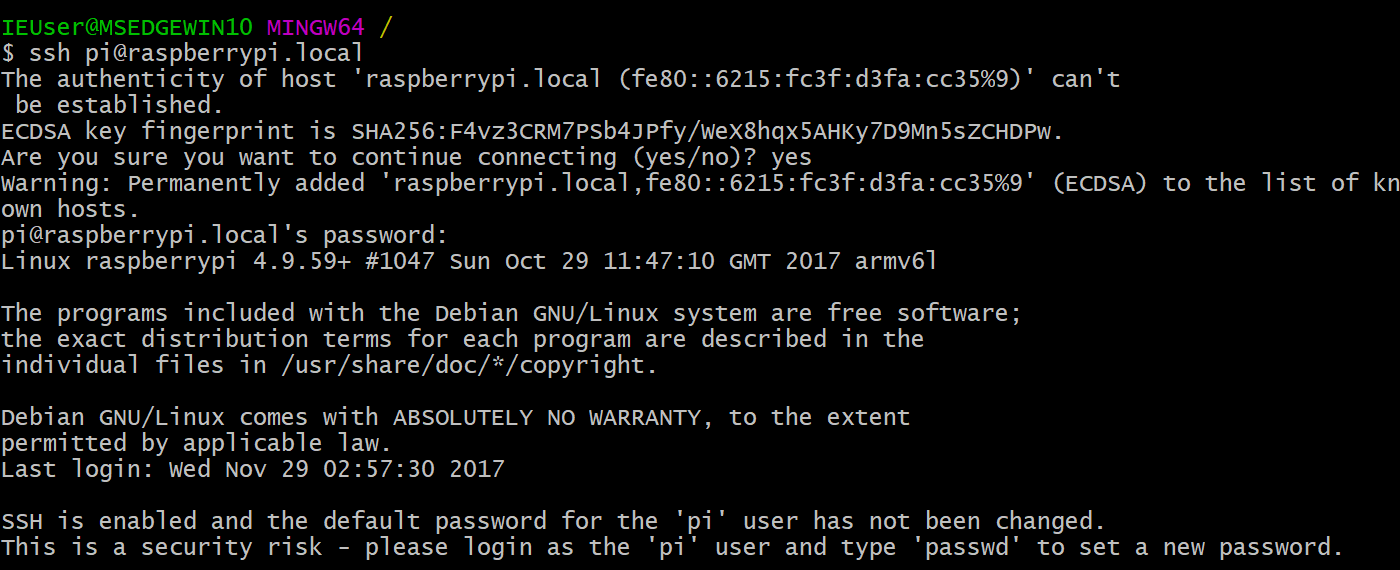 IEUser@MSEDGEWIN10 MINGW64 /
$ ssh pi@raspberrypi.local
The authenticity of host 'raspberrypi.local (fe80::6215:fc3f:d3fa:cc35%9)' can't
 be established.
ECDSA key fingerprint is SHA256:F4vz3CRM7PSb4JPfy/WeX8hqx5AHKy7D9Mn5sZCHDPw.
Are you sure you want to continue connecting (yes/no)? yes
Warning: Permanently added 'raspberrypi.local,fe80::6215:fc3f:d3fa:cc35%9' (ECDSA) to the list of kn
own hosts.
pi@raspberrypi.local's password:
Linux raspberrypi 4.9.59+ #1047 Sun Oct 29 11:47:10 GMT 2017 armv6l

The programs included with the Debian GNU/Linux system are free software;
the exact distribution terms for each program are described in the
individual files in /usr/share/doc/*/copyright.

Debian GNU/Linux comes with ABSOLUTELY NO WARRANTY, to the extent
permitted by applicable law.
Last login: Wed Nov 29 02:57:30 2017

SSH is enabled and the default password for the 'pi' user has not been changed.
This is a security risk - please login as the 'pi' user and type 'passwd' to set a new password.